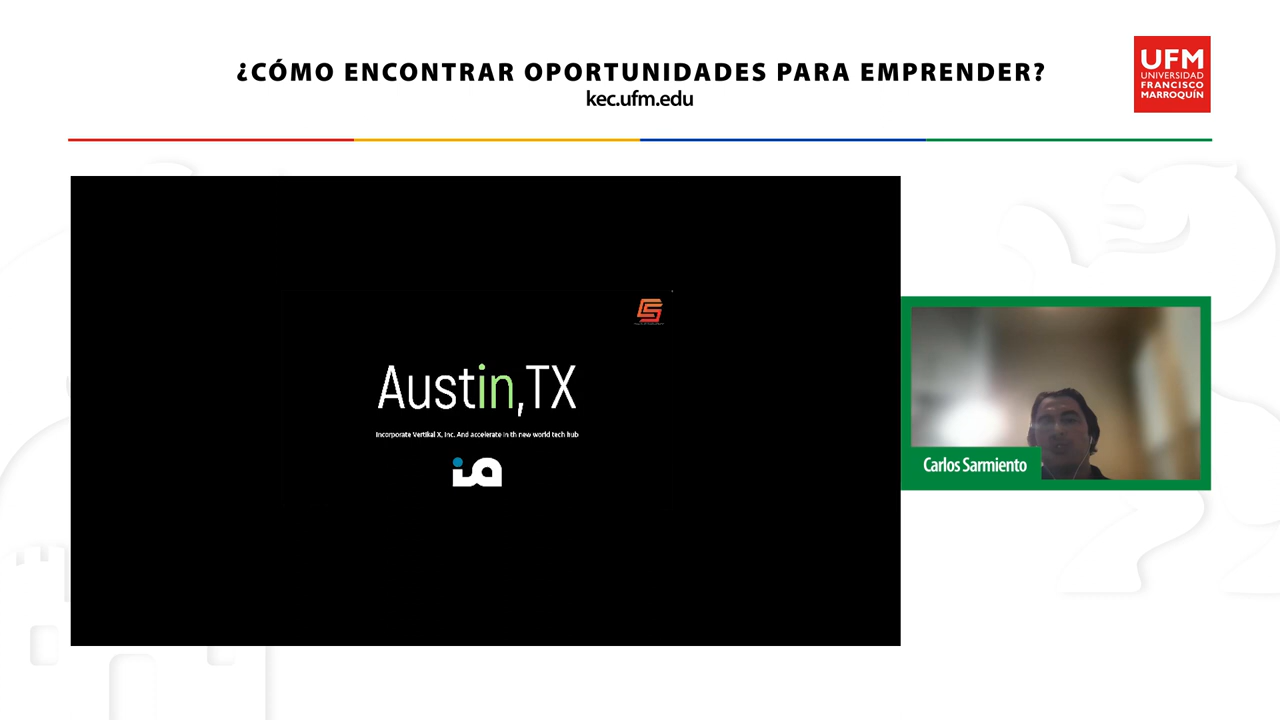 ¿CÓMO ENCONTRAR OPORTUNIDADES PARA EMPRENDER?
kec.ufm.edu
UFM
UNIVERSIDAD
FRANCISCO
MARROQUÍN
Austin,TX
Incorporate Vertikal X, Inc. And accelerate in th new world tech hub
ia
Carlos Sarmiento